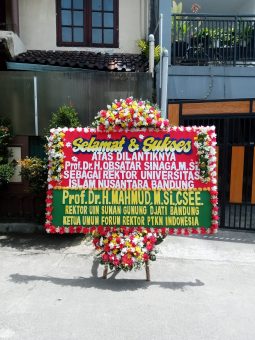 Selamat & Sukses
ATAS DILANTIKNYA
Prof.Dr.H.OBSATAR SINAGA,M.SI
SEBAGAI REKTOR UNIVERSITAS
ISLAM NUSANTARA BANDUNG
Prof.Dr.H.MAHMUD,M.SI,CSEE.
REKTOR UIN SUNAN GUNUNG DJATI BANDUNG
KETUA UMUM FORUM REKTOR PTKN INDONESIA